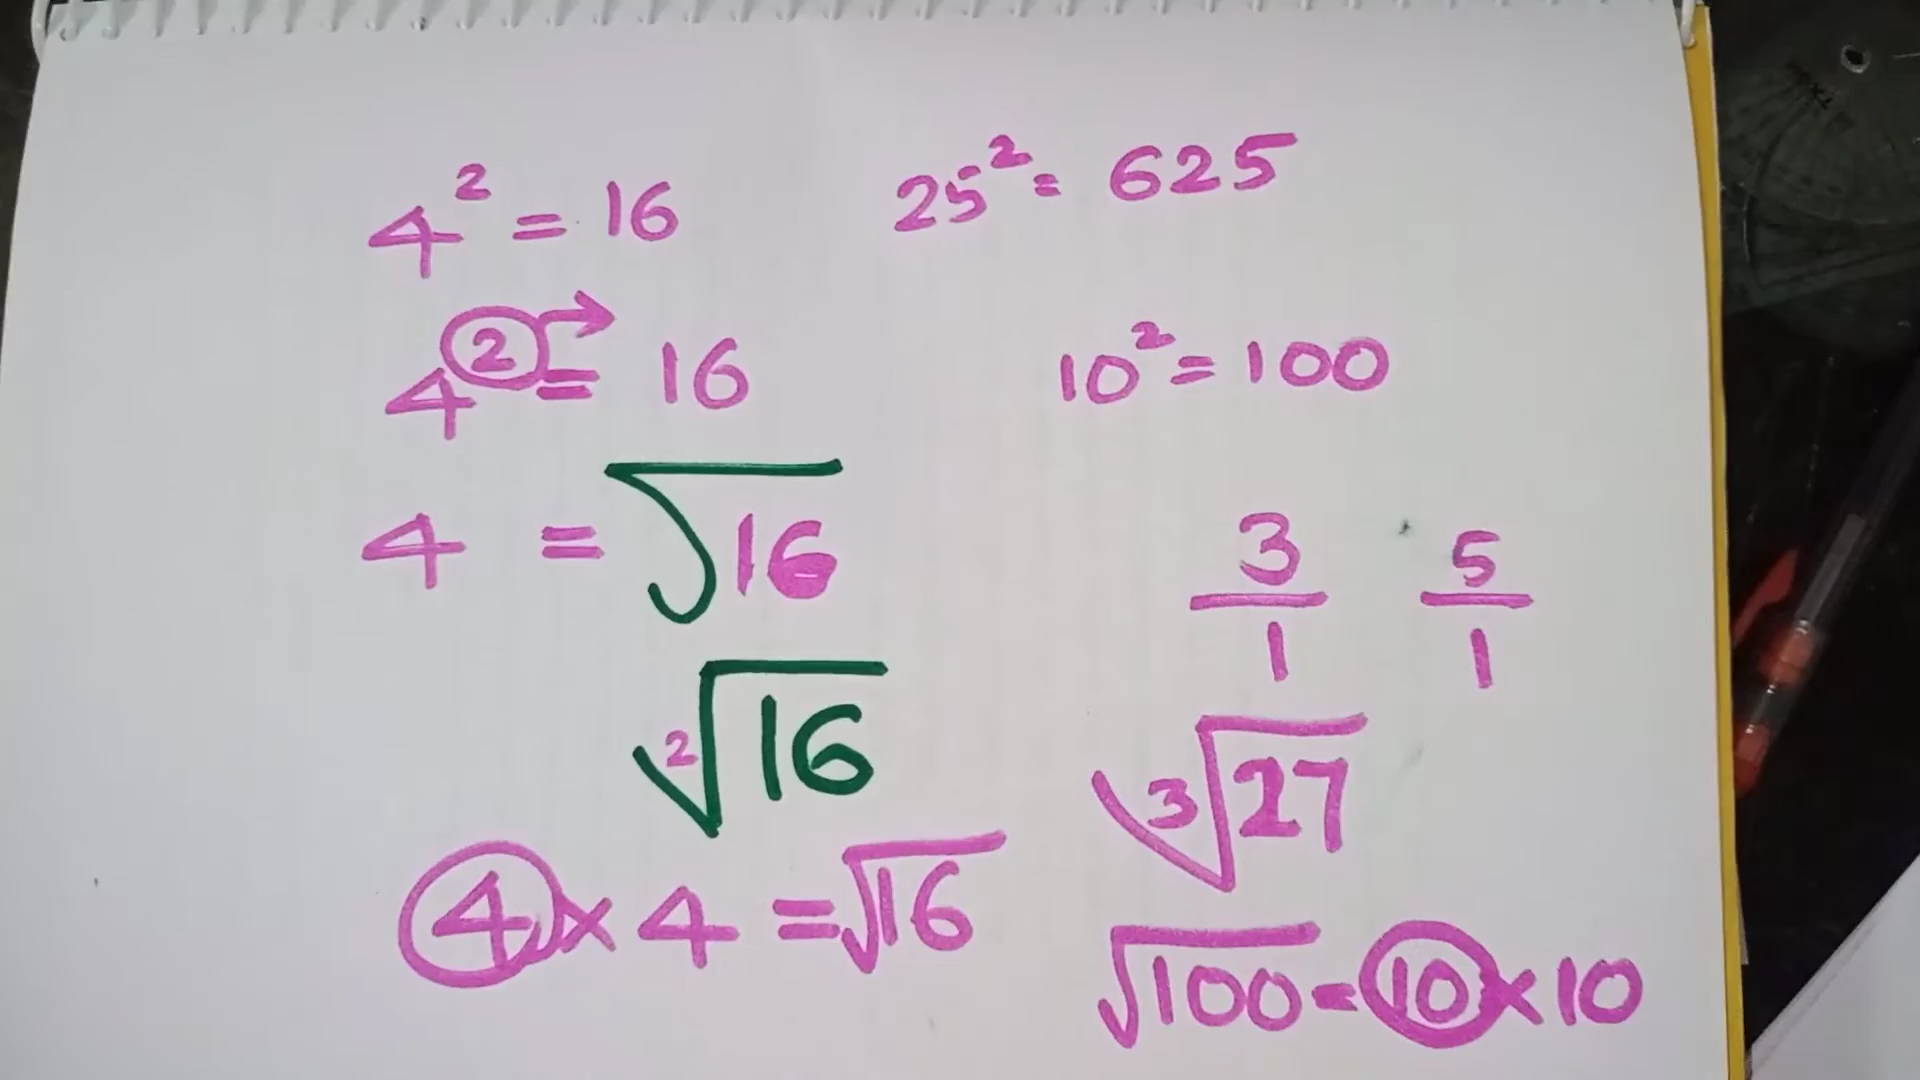 4² = 16
25² = 625
4² = 16
10² = 100
4 = √16
3/1
5/1
²√16
³√27
4 × 4 = √16
√100 = 10 × 10